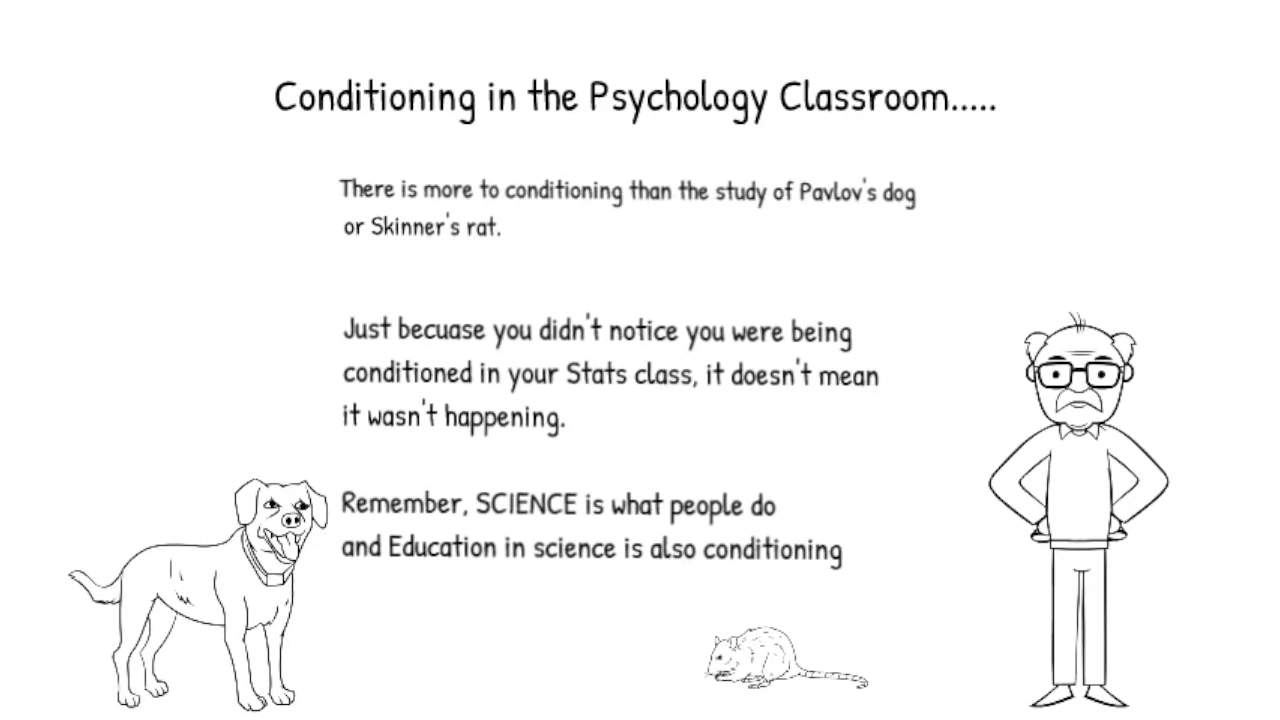 Conditioning in the Psychology Classroom.....
There is more to conditioning than the study of Pavlov's dog
or Skinner's rat.
Just becuase you didn't notice you were being
conditioned in your Stats class, it doesn't mean
it wasn't happening.
Remember, SCIENCE is what people do
and Education in science is also conditioning